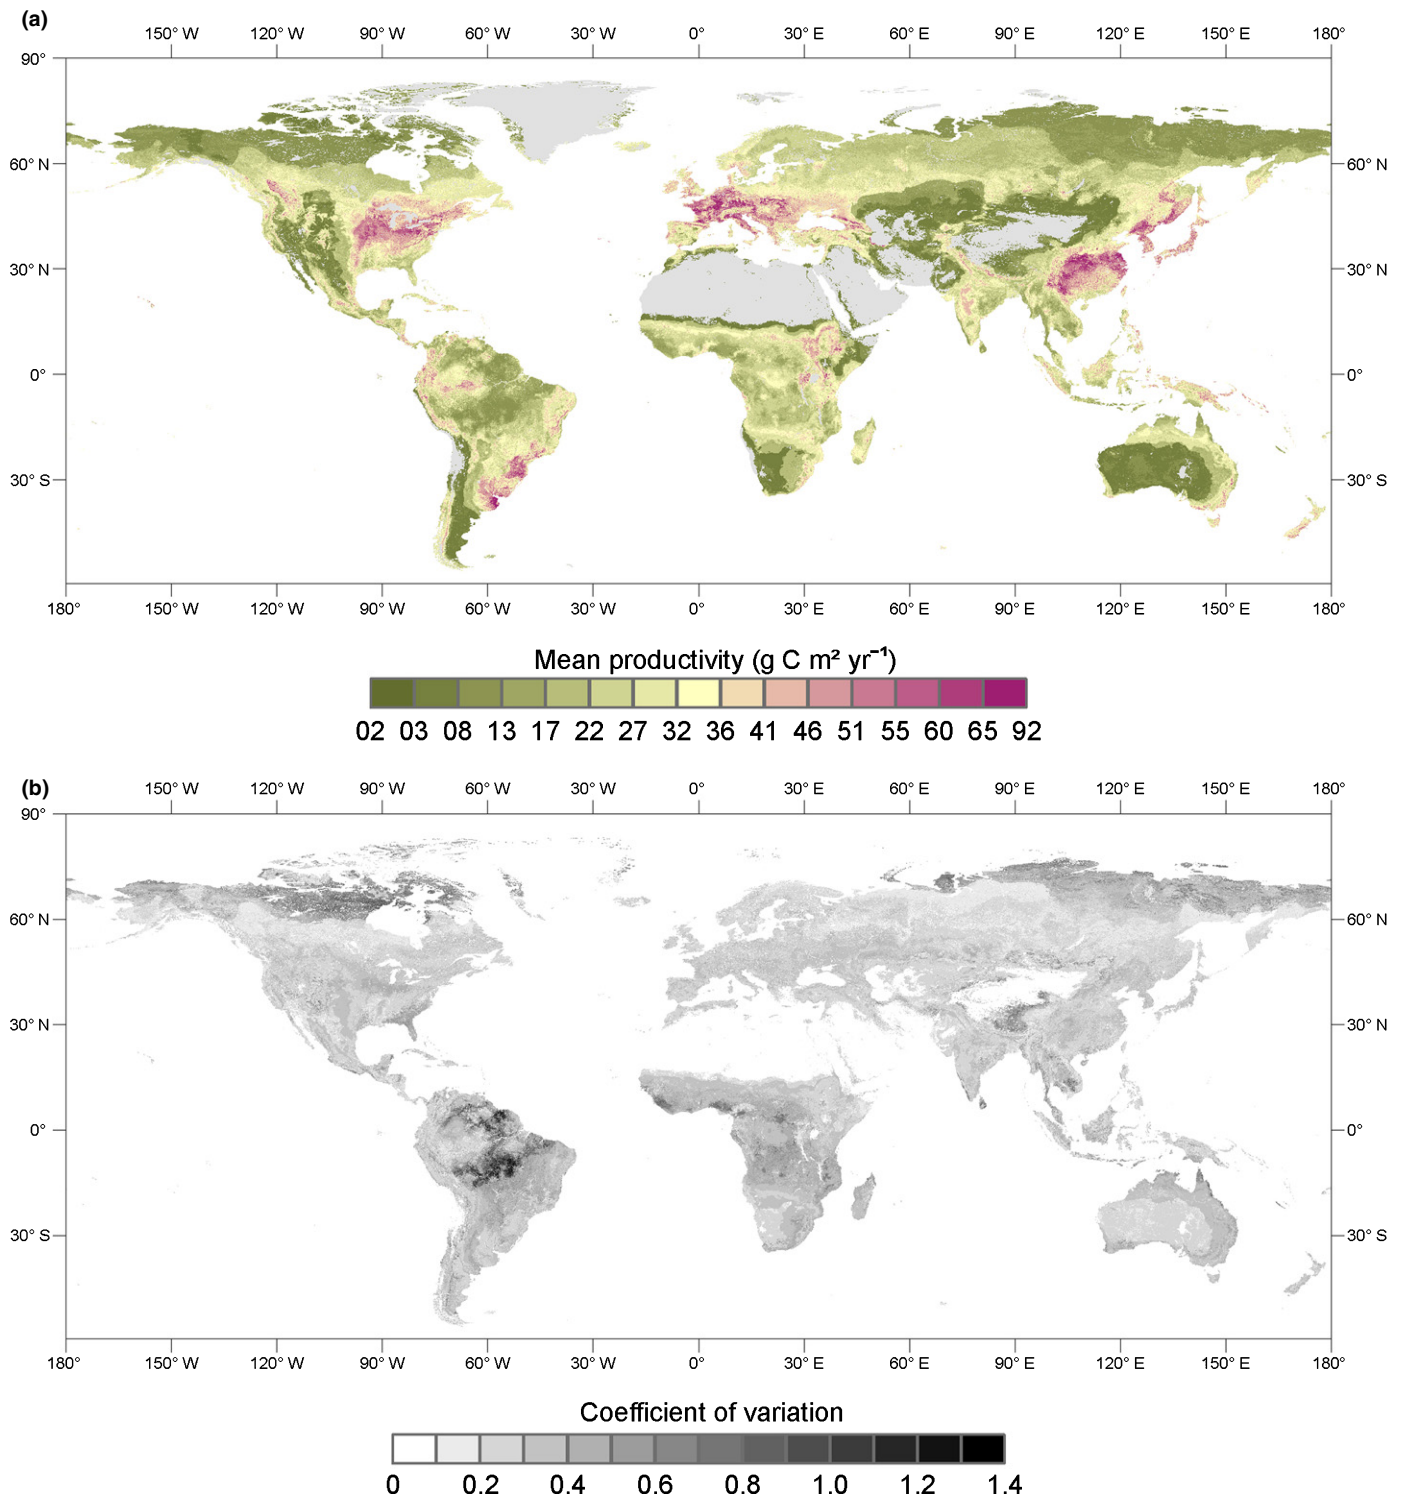 (a)
150° W 120° W 90° W 60° W 30° W 0° 30° E 60° E 90° E 120° E 150° E 180°
90°
60° N 60° N
30° N 30° N
0° 0°
30° S 30° S
180° 150° W 120° W 90° W 60° W 30° W 0° 30° E 60° E 90° E 120° E 150° E 180°
Mean productivity (g C m² yr⁻¹)
02 03 08 13 17 22 27 32 36 41 46 51 55 60 65 92
(b)
150° W 120° W 90° W 60° W 30° W 0° 30° E 60° E 90° E 120° E 150° E 180°
90°
60° N 60° N
30° N 30° N
0° 0°
30° S 30° S
180° 150° W 120° W 90° W 60° W 30° W 0° 30° E 60° E 90° E 120° E 150° E 180°
Coefficient of variation
0 0.2 0.4 0.6 0.8 1.0 1.2 1.4